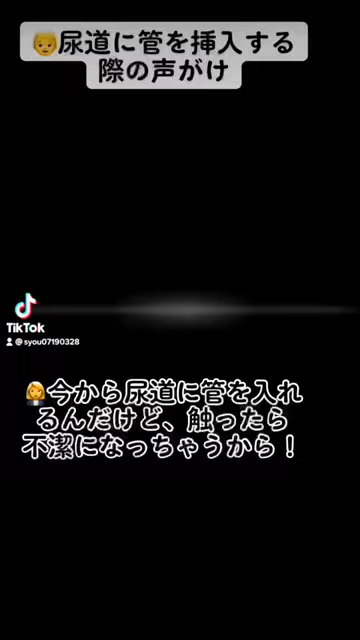 👴尿道に管を挿入する
際の声がけ
TikTok
@syou07190328
👩今から尿道に管を入れ
るんだけど、触ったら
不潔になっちゃうから！